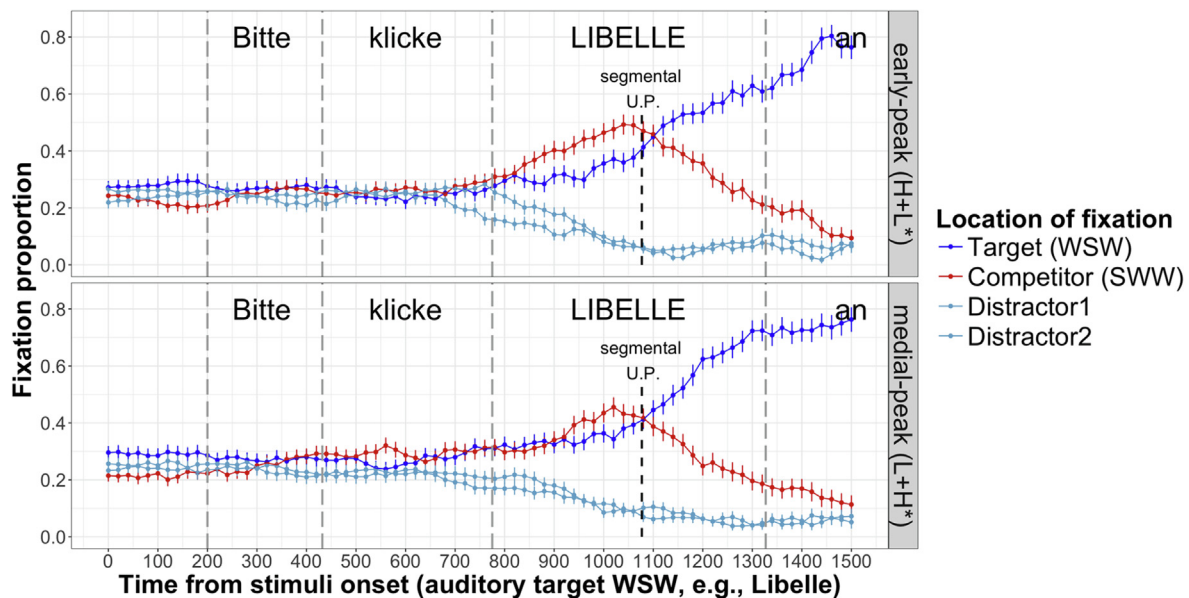 Bitte klicke LIBELLE an
segmental
U.P.
0.8
0.6
0.4
0.2
0.0
early-peak (H+L*)
Bitte klicke LIBELLE an
segmental
U.P.
0.8
0.6
0.4
0.2
0.0
medial-peak (L+H*)
Fixation proportion
0 100 200 300 400 500 600 700 800 900 1000 1100 1200 1300 1400 1500
Time from stimuli onset (auditory target WSW, e.g., Libelle)
Location of fixation
Target (WSW)
Competitor (SWW)
Distractor1
Distractor2